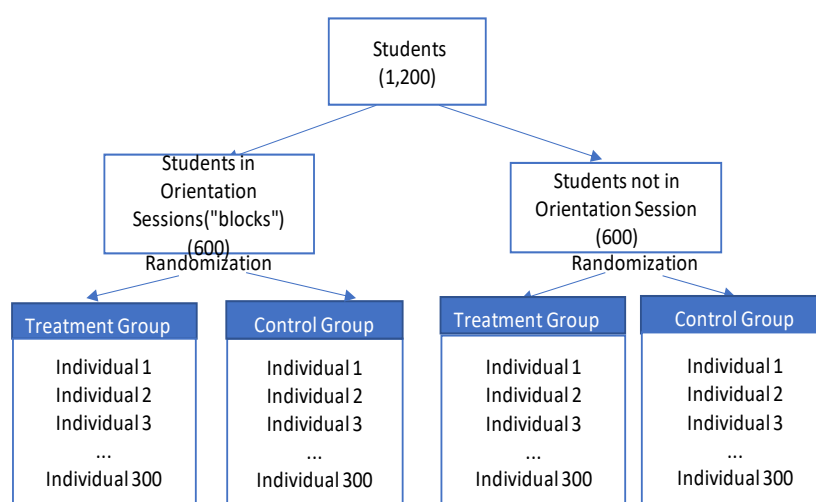 Students
(1,200)
Students in
Orientation
Sessions("blocks")
(600)
Students not in
Orientation Session
(600)
Randomization
Randomization
Treatment Group
Individual 1
Individual 2
Individual 3
...
Individual 300
Control Group
Individual 1
Individual 2
Individual 3
...
Individual 300
Treatment Group
Individual 1
Individual 2
Individual 3
...
Individual 300
Control Group
Individual 1
Individual 2
Individual 3
...
Individual 300